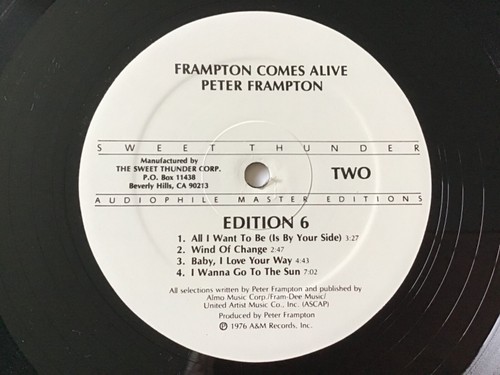 FRAMPTON COMES ALIVE
PETER FRAMPTON
SWEET THUNDER
Manufactured by
THE SWEET THUNDER CORP.
P.O. Box 11438
Beverly Hills, CA 90213
TWO
AUDIOPHILE MASTER EDITIONS
EDITION 6
1. All I Want To Be (Is By Your Side) 3:27
2. Wind Of Change 2:47
3. Baby, I Love Your Way 4:43
4. I Wanna Go To The Sun 7:02
All selections written by Peter Frampton and published by
Almo Music Corp./Fram-Dee Music/
United Artist Music Co., Inc. (ASCAP)
Produced by Peter Frampton
℗ 1976 A&M Records, Inc.